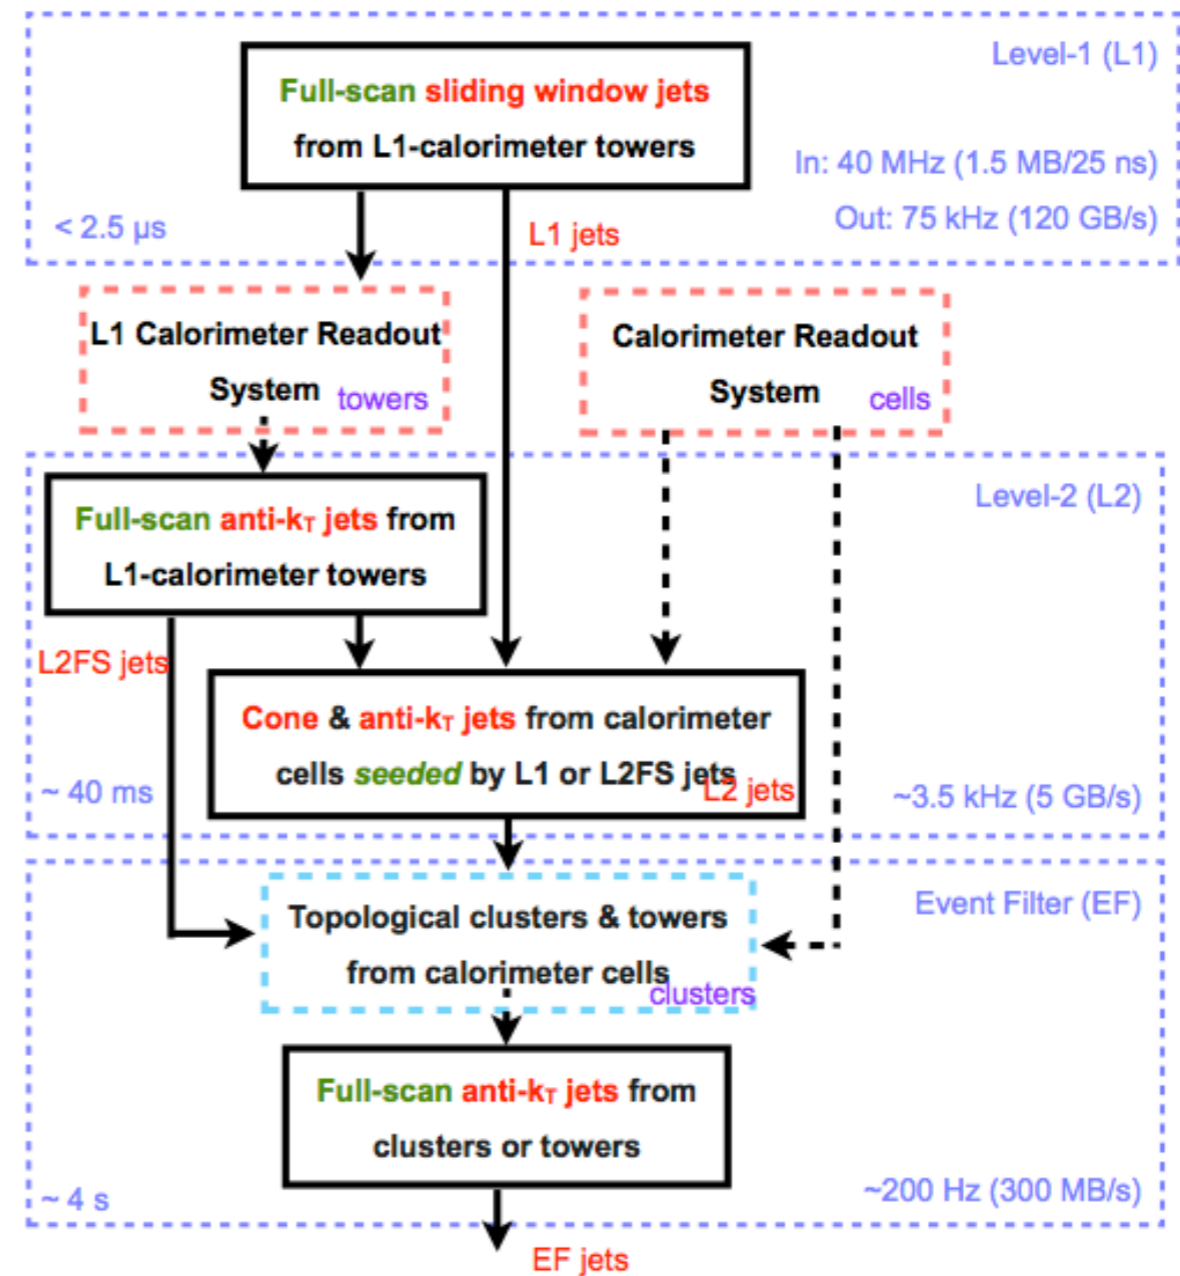 Level-1 (L1)
Full-scan sliding window jets
from L1-calorimeter towers
In: 40 MHz (1.5 MB/25 ns)
Out: 75 kHz (120 GB/s)
< 2.5 µs
L1 jets
L1 Calorimeter Readout
System
towers
Calorimeter Readout
System
cells
Level-2 (L2)
Full-scan anti-kT jets from
L1-calorimeter towers
L2FS jets
Cone & anti-kT jets from calorimeter
cells seeded by L1 or L2FS jets
L2 jets
~ 40 ms
~3.5 kHz (5 GB/s)
Event Filter (EF)
Topological clusters & towers
from calorimeter cells
clusters
Full-scan anti-kT jets from
clusters or towers
~ 4 s
~200 Hz (300 MB/s)
EF jets